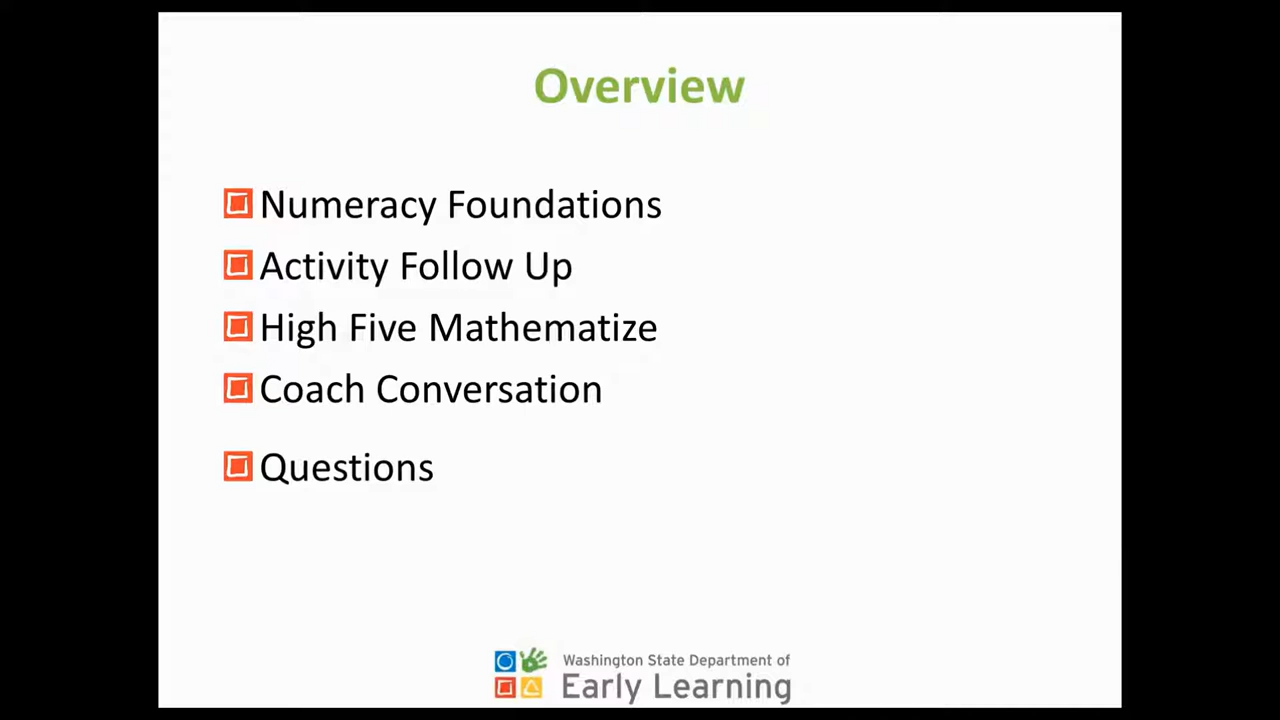 Overview
Numeracy Foundations
Activity Follow Up
High Five Mathematize
Coach Conversation
Questions
Washington State Department of
Early Learning